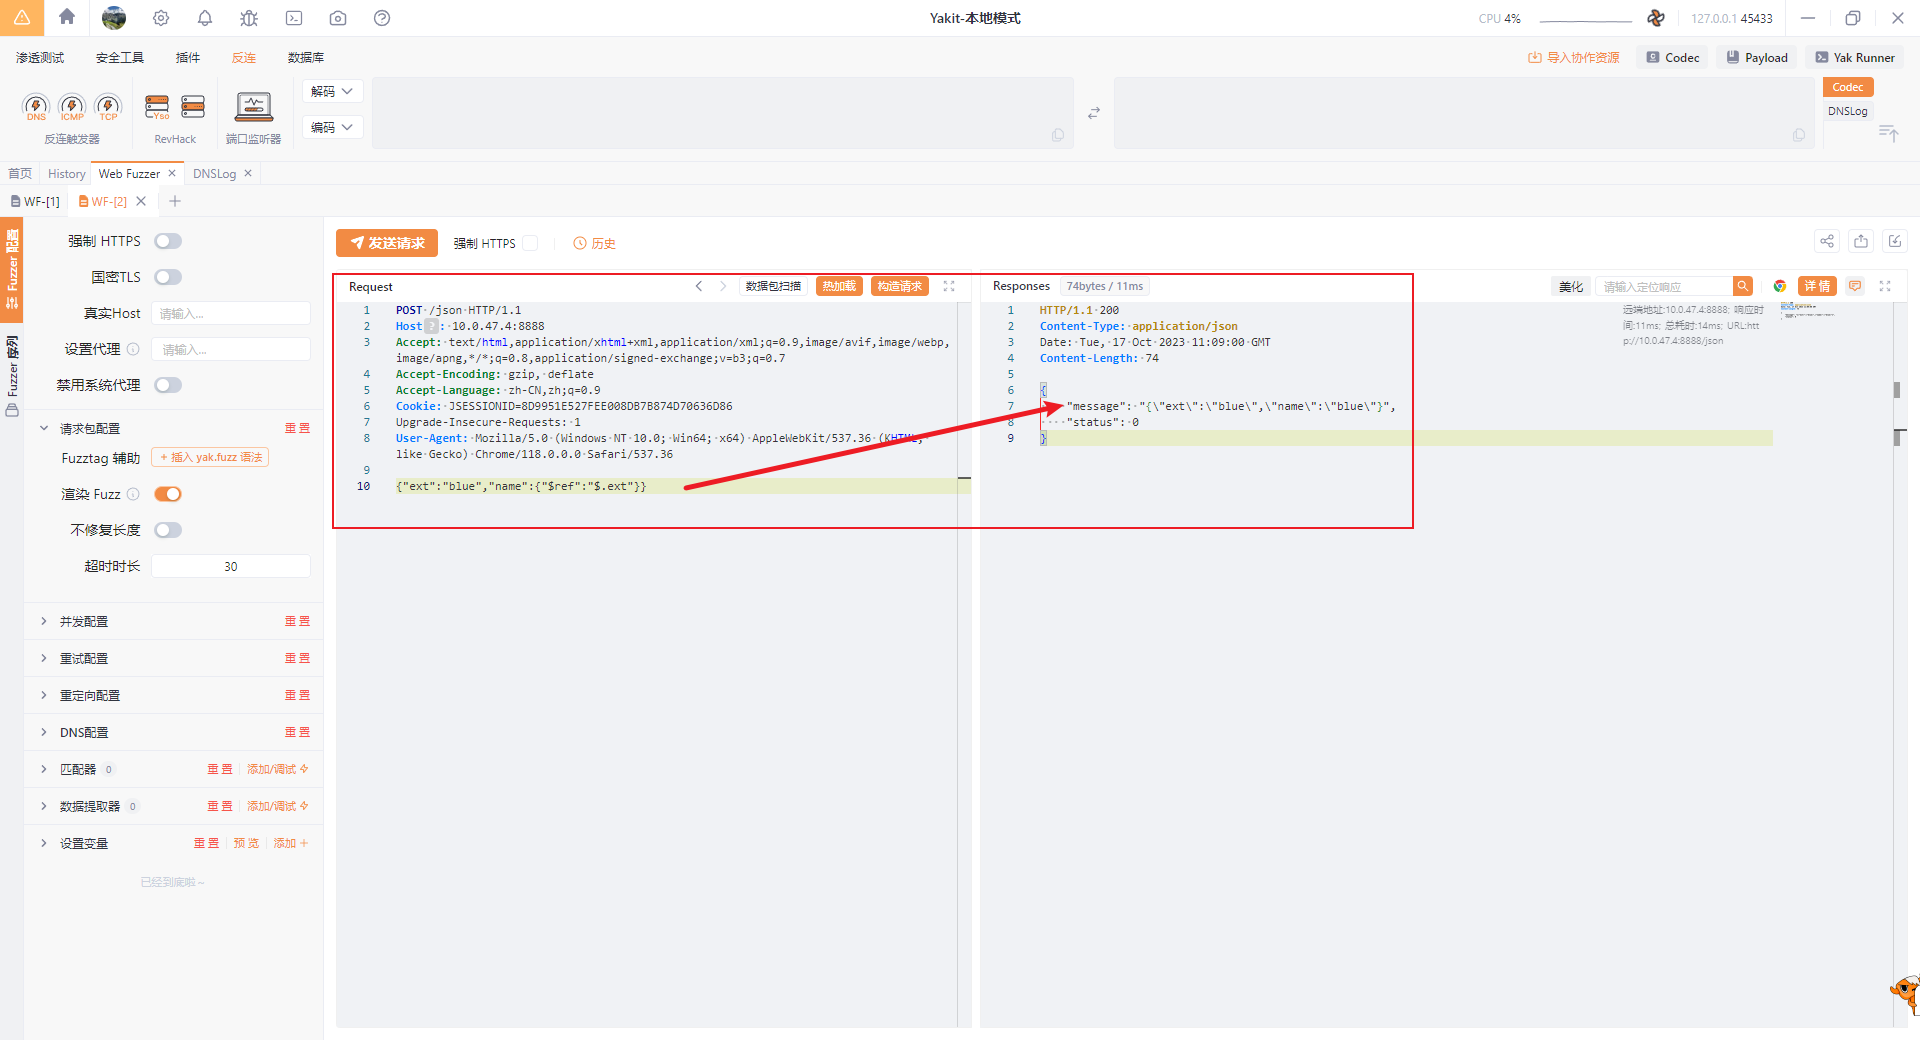 Yakit-本地模式
CPU 4%
127.0.0.1 45433
渗透测试
安全工具
插件
反连
数据库
导入协作资源
Codec
Payload
Yak Runner
DNS
ICMP
TCP
反连触发器
Yso
RevHack
端口监听器
解码
编码
Codec
DNSLog
首页
History
Web Fuzzer
DNSLog
WF-[1]
WF-[2]
Fuzzer 配置
Fuzzer 序列
强制 HTTPS
国密TLS
真实Host
请输入...
设置代理
请输入...
禁用系统代理
请求包配置
重置
Fuzztag 辅助
+ 插入 yak.fuzz 语法
渲染 Fuzz
不修复长度
超时时长
30
并发配置
重置
重试配置
重置
重定向配置
重置
DNS配置
重置
匹配器 0
重置
添加/调试
数据提取器 0
重置
添加/调试
设置变量
重置
预览
添加 +
已经到底啦~
发送请求
强制 HTTPS
历史
Request
数据包扫描
热加载
构造请求
1 POST /json HTTP/1.1
2 Host ? : 10.0.47.4:8888
3 Accept: text/html,application/xhtml+xml,application/xml;q=0.9,image/avif,image/webp,
image/apng,*/*;q=0.8,application/signed-exchange;v=b3;q=0.7
4 Accept-Encoding: gzip, deflate
5 Accept-Language: zh-CN,zh;q=0.9
6 Cookie: JSESSIONID=8D9951E527FEE008DB7B874D70636D86
7 Upgrade-Insecure-Requests: 1
8 User-Agent: Mozilla/5.0 (Windows NT 10.0; Win64; x64) AppleWebKit/537.36 (KHTML,
like Gecko) Chrome/118.0.0.0 Safari/537.36
9
10 {"ext":"blue","name":{"$ref":"$.ext"}}
Responses
74bytes / 11ms
美化
请输入定位响应
详情
1 HTTP/1.1 200
2 Content-Type: application/json
3 Date: Tue, 17 Oct 2023 11:09:00 GMT
4 Content-Length: 74
5
6 {
7 "message": "{\"ext\":\"blue\",\"name\":\"blue\"}",
8 "status": 0
9 }
远端地址:10.0.47.4:8888; 响应时
间:11ms; 总耗时:14ms; URL:htt
p://10.0.47.4:8888/json